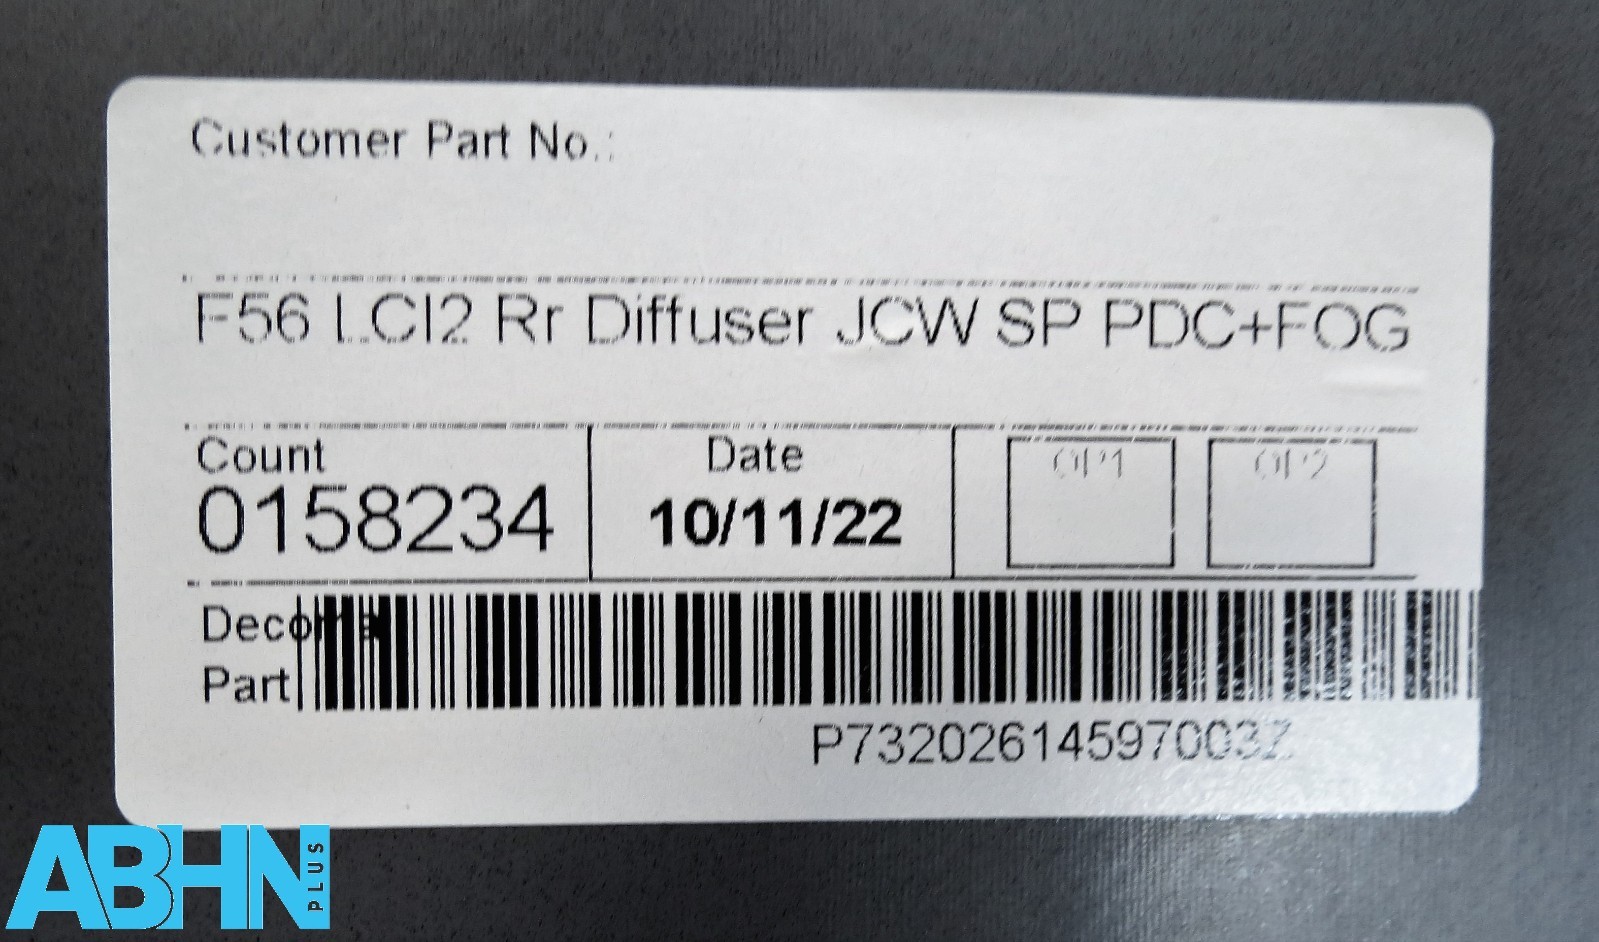 Customer Part No.:
F56 LCI2 Rr Diffuser JCW SP PDC+FOG
Count
Date
OP1
OP2
0158234
10/11/22
Decoma
Part
P73202614597003Z
ABHN
PLUS